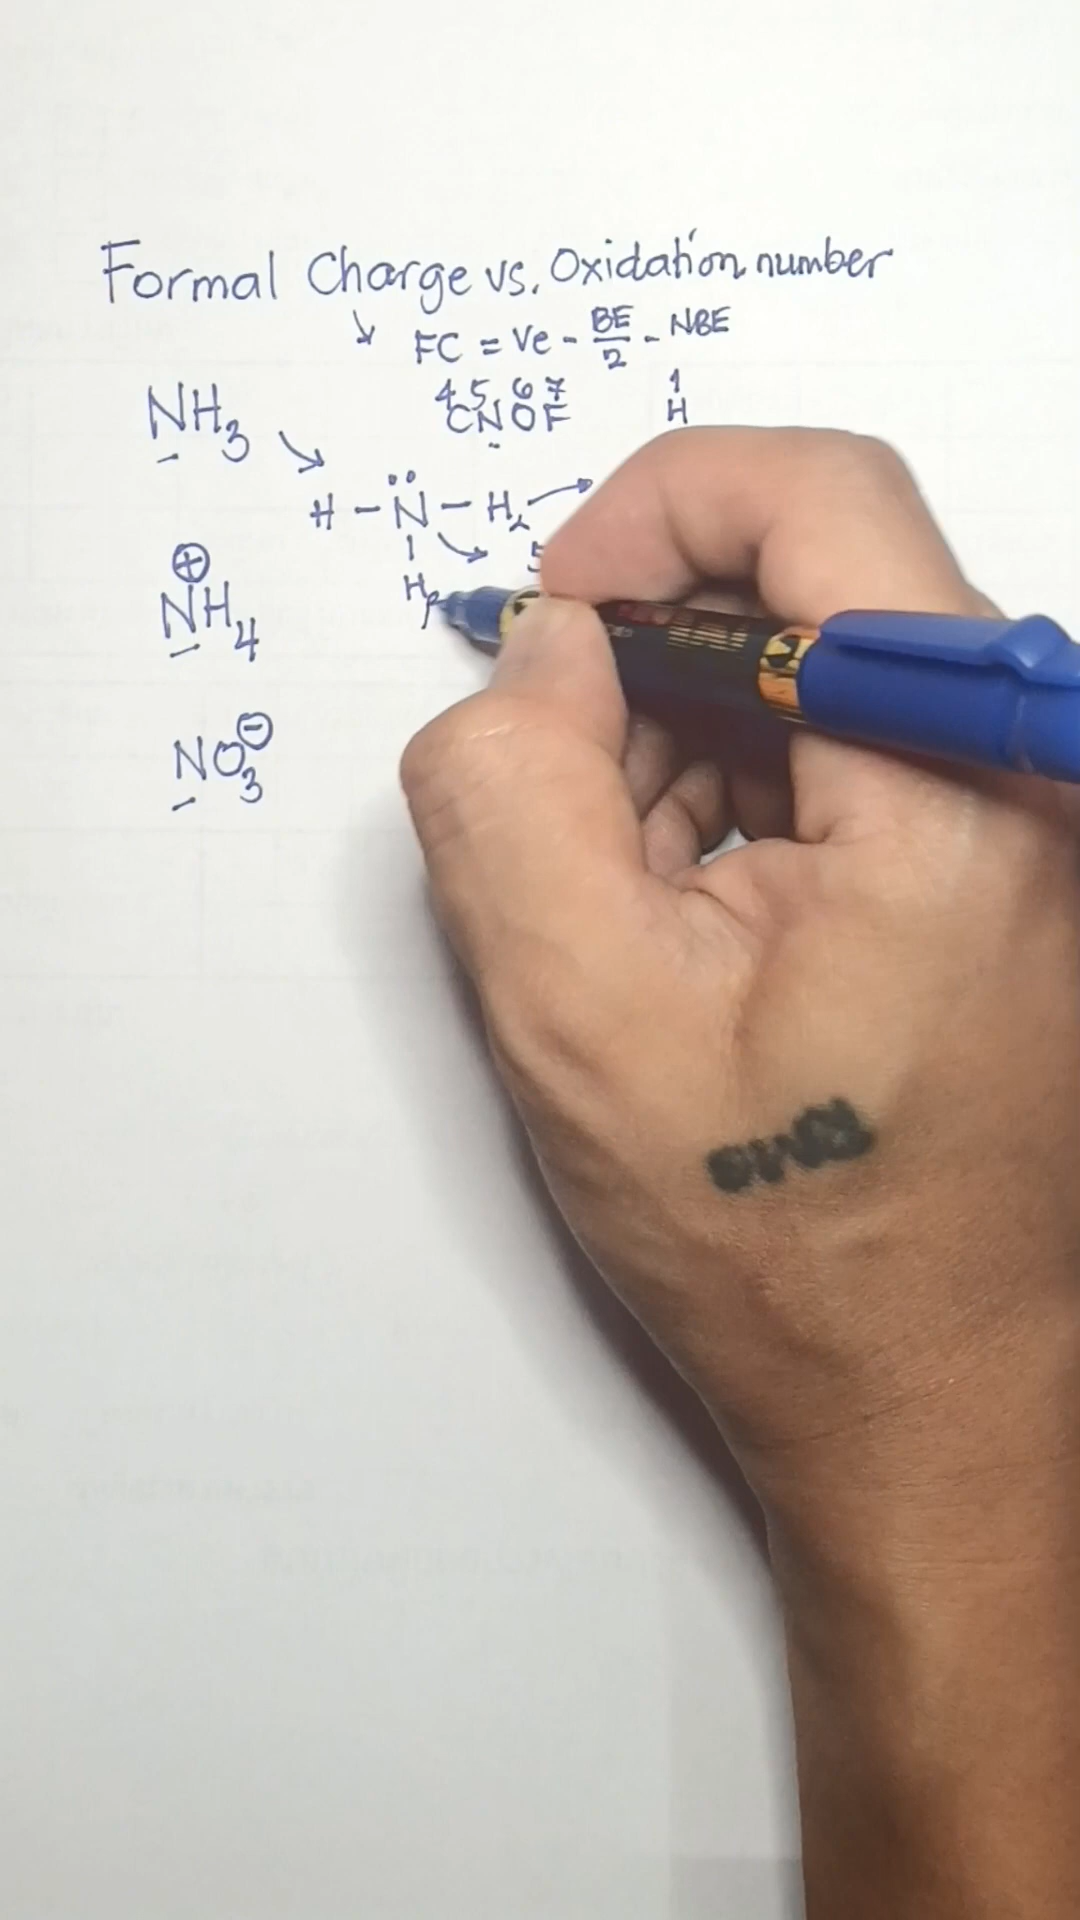 Formal Charge vs. Oxidation number
↘ FC = Ve - BE/2 - NBE
4 5 6 7 1
C N O F H
NH3 ↘
H - N̈ - H →
5
H
⊕
NH4
NO3⊖